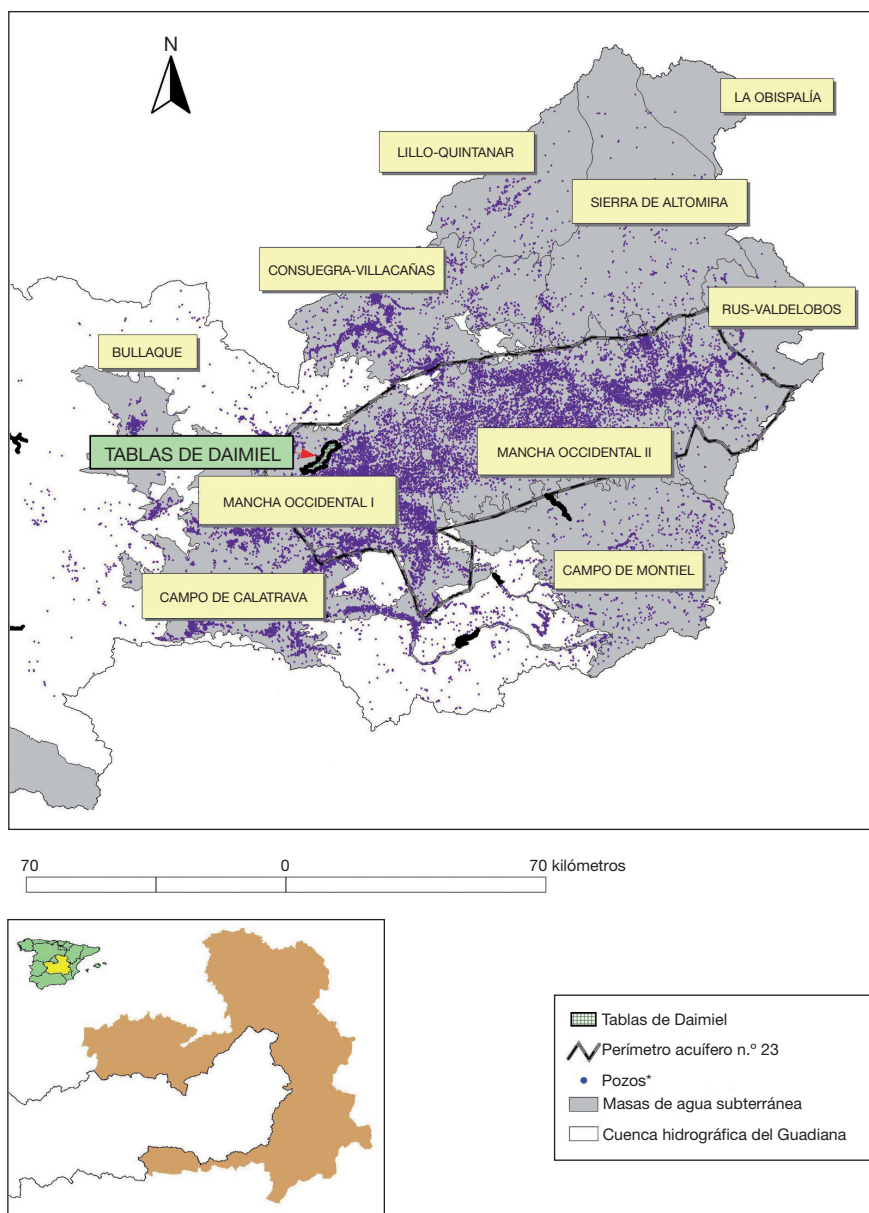 N
LA OBISPALÍA
LILLO-QUINTANAR
SIERRA DE ALTOMIRA
CONSUEGRA-VILLACAÑAS
RUS-VALDELOBOS
BULLAQUE
TABLAS DE DAIMIEL
MANCHA OCCIDENTAL II
MANCHA OCCIDENTAL I
CAMPO DE MONTIEL
CAMPO DE CALATRAVA
70 0 70 kilómetros
Tablas de Daimiel
Perímetro acuífero n.º 23
Pozos*
Masas de agua subterránea
Cuenca hidrográfica del Guadiana